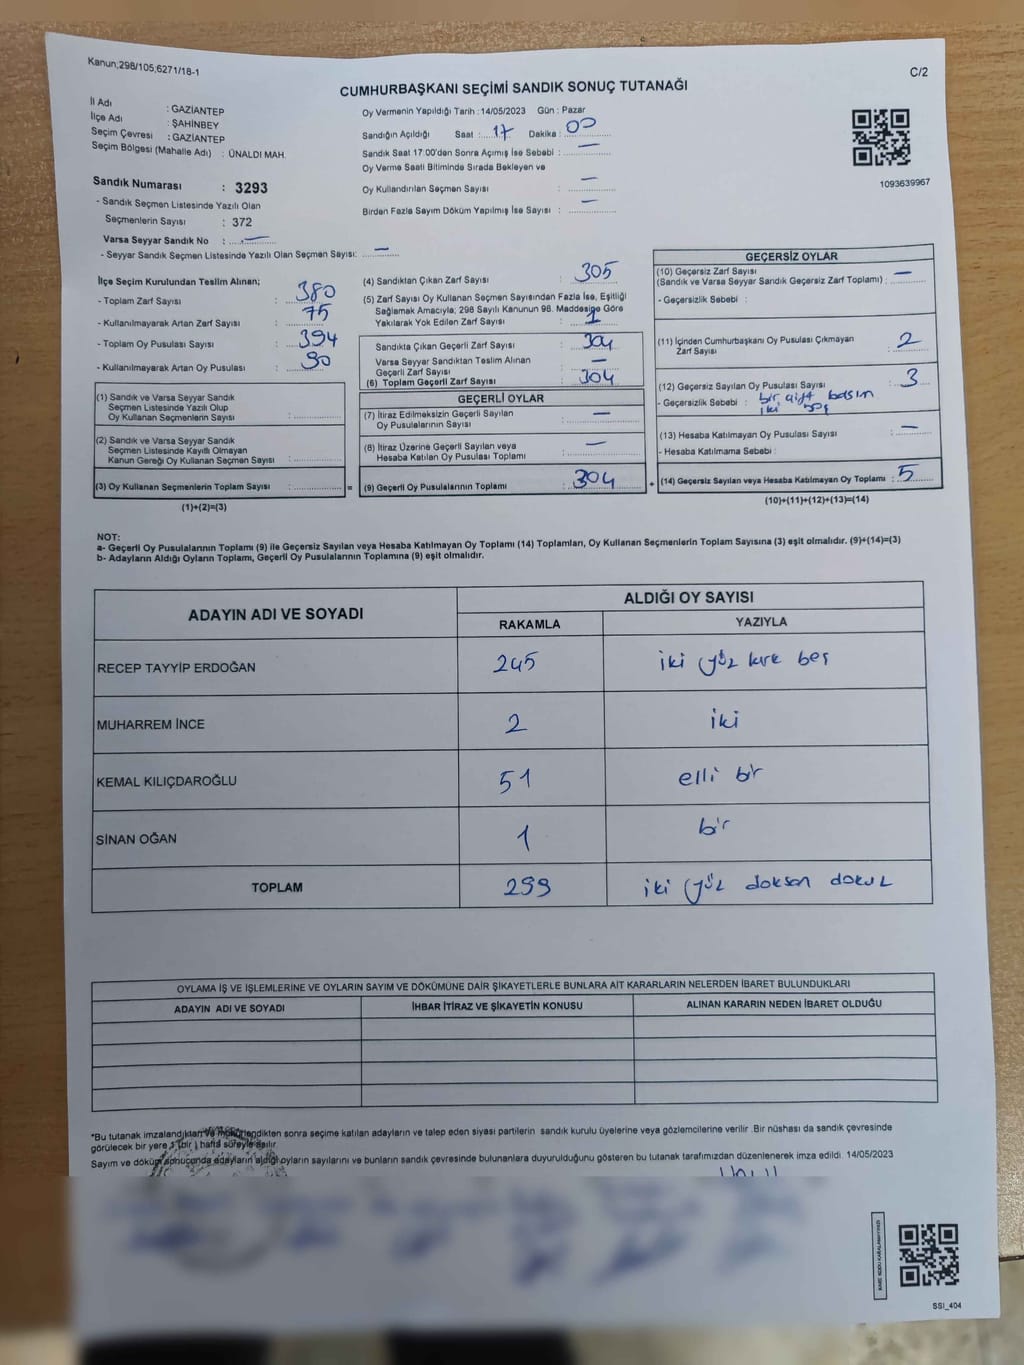 Kanun;298/105,6271/18-1
C/2
CUMHURBAŞKANI SEÇİMİ SANDIK SONUÇ TUTANAĞI
İl Adı : GAZİANTEP
İlçe Adı : ŞAHİNBEY
Seçim Çevresi : GAZİANTEP
Seçim Bölgesi (Mahalle Adı) : ÜNALDI MAH.
Oy Vermenin Yapıldığı Tarih : 14/05/2023 Gün : Pazar
Sandığın Açıldığı Saat :.. 17 Dakika : 00
Sandık Saat 17:00'den Sonra Açımış İse Sebebi : —
Oy Verme Saati Bitiminde Sırada Bekleyen ve
Oy Kullandırılan Seçmen Sayısı : —
Birden Fazla Sayım Döküm Yapılmış İse Sayısı : —
1093639967
Sandık Numarası : 3293
- Sandık Seçmen Listesinde Yazılı Olan
Seçmenlerin Sayısı : 372
Varsa Seyyar Sandık No : —
- Seyyar Sandık Seçmen Listesinde Yazılı Olan Seçmen Sayısı: —
İlçe Seçim Kurulundan Teslim Alınan;
- Toplam Zarf Sayısı : 380
- Kullanılmayarak Artan Zarf Sayısı : 75
- Toplam Oy Pusulası Sayısı : 394
- Kullanılmayarak Artan Oy Pusulası : 90
(1) Sandık ve Varsa Seyyar Sandık
Seçmen Listesinde Yazılı Olup
Oy Kullanan Seçmenlerin Sayısı :
(2) Sandık ve Varsa Seyyar Sandık
Seçmen Listesinde Kayıtlı Olmayan
Kanun Gereği Oy Kullanan Seçmen Sayısı :
(3) Oy Kullanan Seçmenlerin Toplam Sayısı : =
(1)+(2)=(3)
(4) Sandıktan Çıkan Zarf Sayısı : 305
(5) Zarf Sayısı Oy Kullanan Seçmen Sayısından Fazla İse, Eşitliği
Sağlamak Amacıyla; 298 Sayılı Kanunun 98. Maddesine Göre
Yakılarak Yok Edilen Zarf Sayısı : 1
Sandıkta Çıkan Geçerli Zarf Sayısı : 304
Varsa Seyyar Sandıktan Teslim Alınan
Geçerli Zarf Sayısı : —
(6) Toplam Geçerli Zarf Sayısı : 304
GEÇERLİ OYLAR
(7) İtiraz Edilmeksizin Geçerli Sayılan
Oy Pusulalarının Sayısı : —
(8) İtiraz Üzerine Geçerli Sayılan veya
Hesaba Katılan Oy Pusulası Toplamı : —
(9) Geçerli Oy Pusulalarının Toplamı : 304 +
GEÇERSİZ OYLAR
(10) Geçersiz Zarf Sayısı
(Sandık ve Varsa Seyyar Sandık Geçersiz Zarf Toplamı) : —
- Geçersizlik Sebebi :
(11) İçinden Cumhurbaşkanı Oy Pusulası Çıkmayan
Zarf Sayısı : 2
(12) Geçersiz Sayılan Oy Pusulası Sayısı : 3
- Geçersizlik Sebebi : bir çift basım
iki boş
(13) Hesaba Katılmayan Oy Pusulası Sayısı : —
- Hesaba Katılmama Sebebi :
(14) Geçersiz Sayılan veya Hesaba Katılmayan Oy Toplamı : 5
(10)+(11)+(12)+(13)=(14)
NOT:
a- Geçerli Oy Pusulalarının Toplamı (9) ile Geçersiz Sayılan veya Hesaba Katılmayan Oy Toplamı (14) Toplamları, Oy Kullanan Seçmenlerin Toplam Sayısına (3) eşit olmalıdır. (9)+(14)=(3)
b- Adayların Aldığı Oyların Toplamı, Geçerli Oy Pusulalarının Toplamına (9) eşit olmalıdır.
ADAYIN ADI VE SOYADI
ALDIĞI OY SAYISI
RAKAMLA YAZIYLA
RECEP TAYYİP ERDOĞAN 245 iki yüz kırk beş
MUHARREM İNCE 2 iki
KEMAL KILIÇDAROĞLU 51 elli bir
SİNAN OĞAN 1 bir
TOPLAM 299 iki yüz doksan dokuz
OYLAMA İŞ VE İŞLEMLERİNE VE OYLARIN SAYIM VE DÖKÜMÜNE DAİR ŞİKAYETLERLE BUNLARA AİT KARARLARIN NELERDEN İBARET BULUNDUKLARI
ADAYIN ADI VE SOYADI İHBAR İTİRAZ VE ŞİKAYETİN KONUSU ALINAN KARARIN NEDEN İBARET OLDUĞU
*Bu tutanak imzalandıktan ve mühürlendikten sonra seçime katılan adayların ve talep eden siyasi partilerin sandık kurulu üyelerine veya gözlemcilerine verilir .Bir nüshası da sandık çevresinde
görülecek bir yere 1 (bir ) hafta süreyle asılır.
Sayım ve döküm sonucunda adayların aldığı oyların sayılarını ve bunların sandık çevresinde bulunanlara duyurulduğunu gösteren bu tutanak tarafımızdan düzenlenerek imza edildi. 14/05/2023
SSI_404